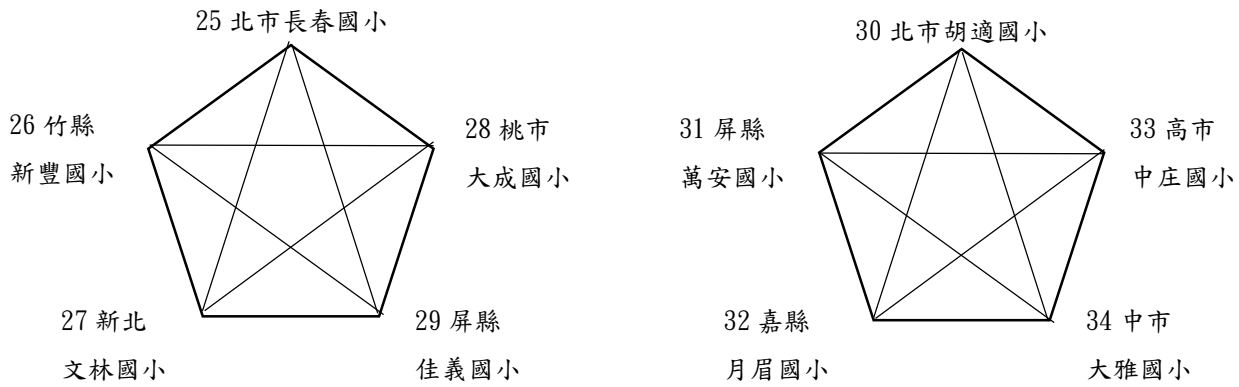 25 北市長春國小
26 竹縣
新豐國小
28 桃市
大成國小
27 新北
文林國小
29 屏縣
佳義國小
30 北市胡適國小
31 屏縣
萬安國小
33 高市
中庄國小
32 嘉縣
月眉國小
34 中市
大雅國小